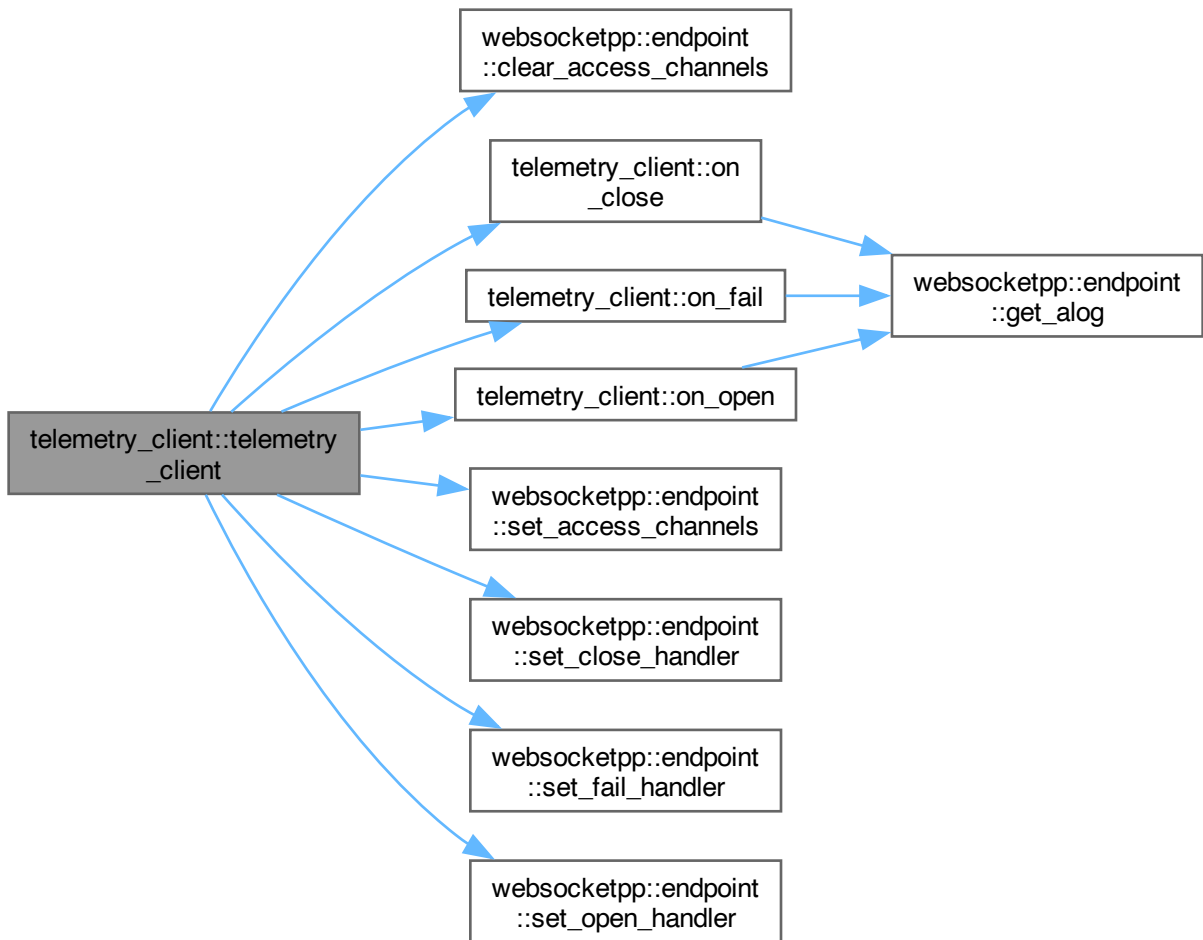 websocketpp::endpoint
::clear_access_channels
telemetry_client::on
_close
telemetry_client::on_fail
websocketpp::endpoint
::get_alog
telemetry_client::on_open
telemetry_client::telemetry
_client
websocketpp::endpoint
::set_access_channels
websocketpp::endpoint
::set_close_handler
websocketpp::endpoint
::set_fail_handler
websocketpp::endpoint
::set_open_handler